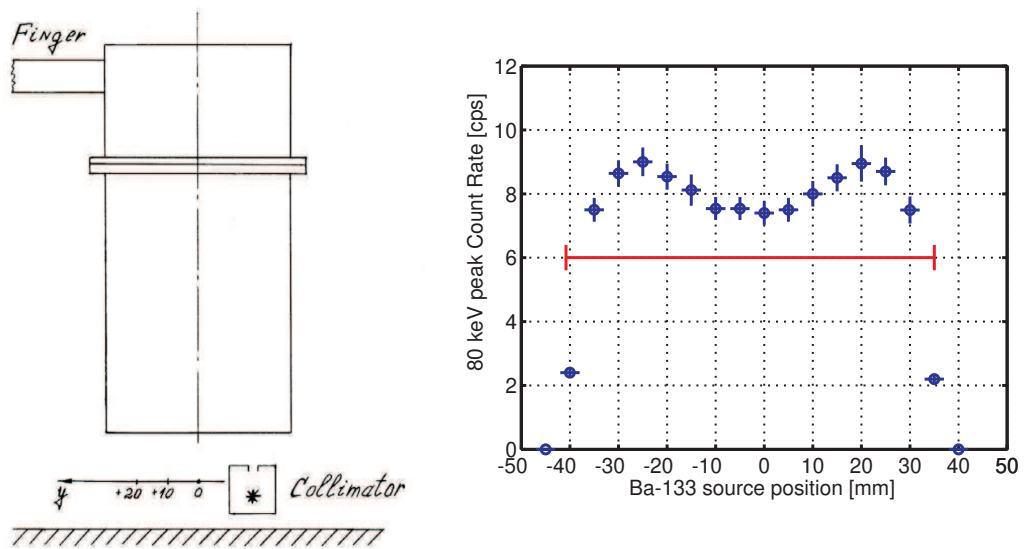 Finger
y
+20 +10 0
Collimator
80 keV peak Count Rate [cps]
12
10
8
6
4
2
0
-50 -40 -30 -20 -10 0 10 20 30 40 50
Ba-133 source position [mm]